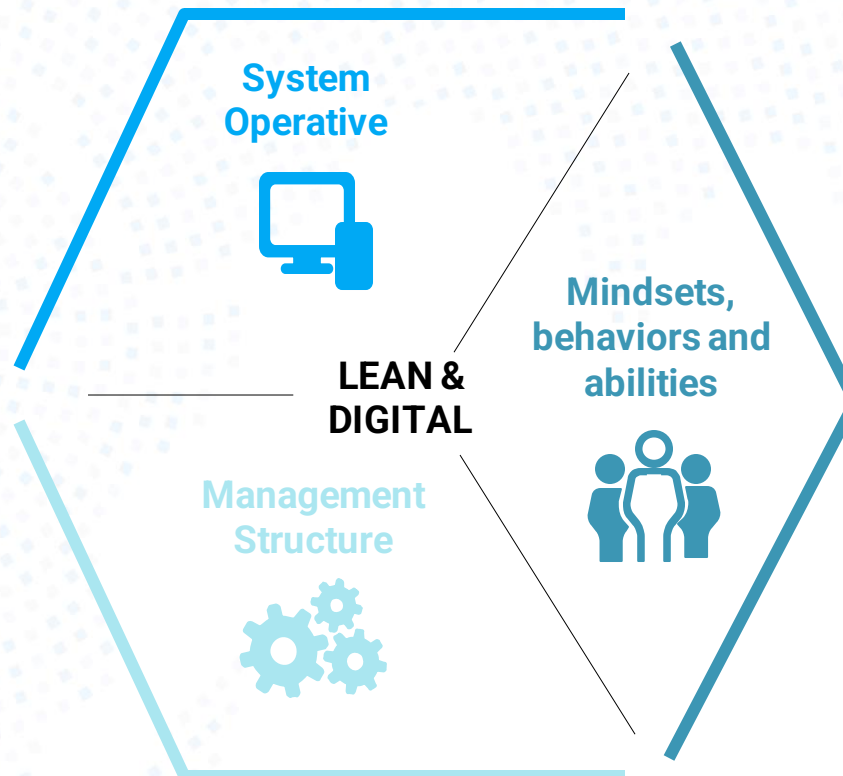 System
Operative
Mindsets,
behaviors and
abilities
LEAN &
DIGITAL
Management
Structure